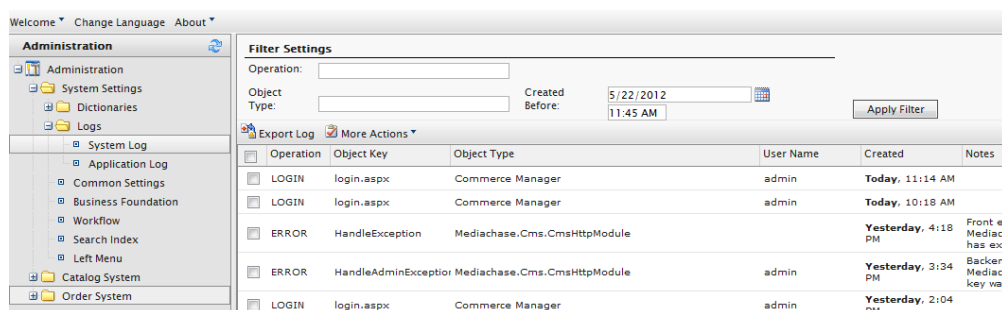 Welcome Change Language About
Administration
Administration
System Settings
Dictionaries
Logs
System Log
Application Log
Common Settings
Business Foundation
Workflow
Search Index
Left Menu
Catalog System
Order System
Filter Settings
Operation:
Object Type:
Created Before: 5/22/2012
11:45 AM
Apply Filter
Export Log More Actions
Operation Object Key Object Type User Name Created Notes
LOGIN login.aspx Commerce Manager admin Today, 11:14 AM
LOGIN login.aspx Commerce Manager admin Today, 10:18 AM
ERROR HandleException Mediachase.Cms.CmsHttpModule admin Yesterday, 4:18 PM
Front
has
ERROR Mediachase.Cms.CmsHttpModule admin Yesterday, 3:34 PM
key
LOGIN login.aspx Commerce Manager admin Yesterday, 2:04